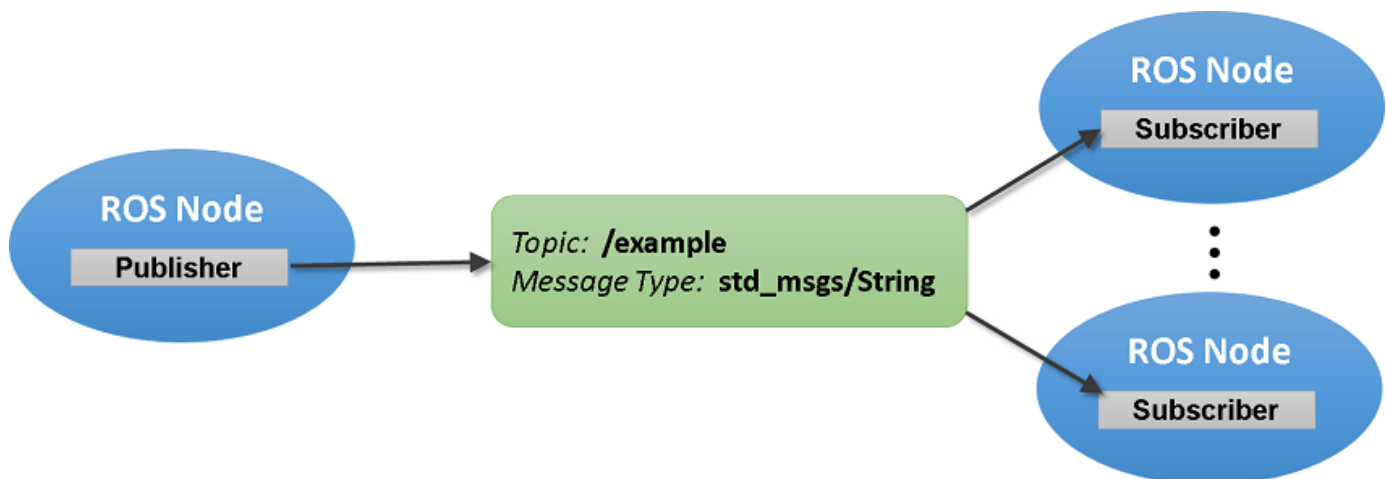 ROS Node
Publisher
Topic: /example
Message Type: std_msgs/String
ROS Node
Subscriber
ROS Node
Subscriber